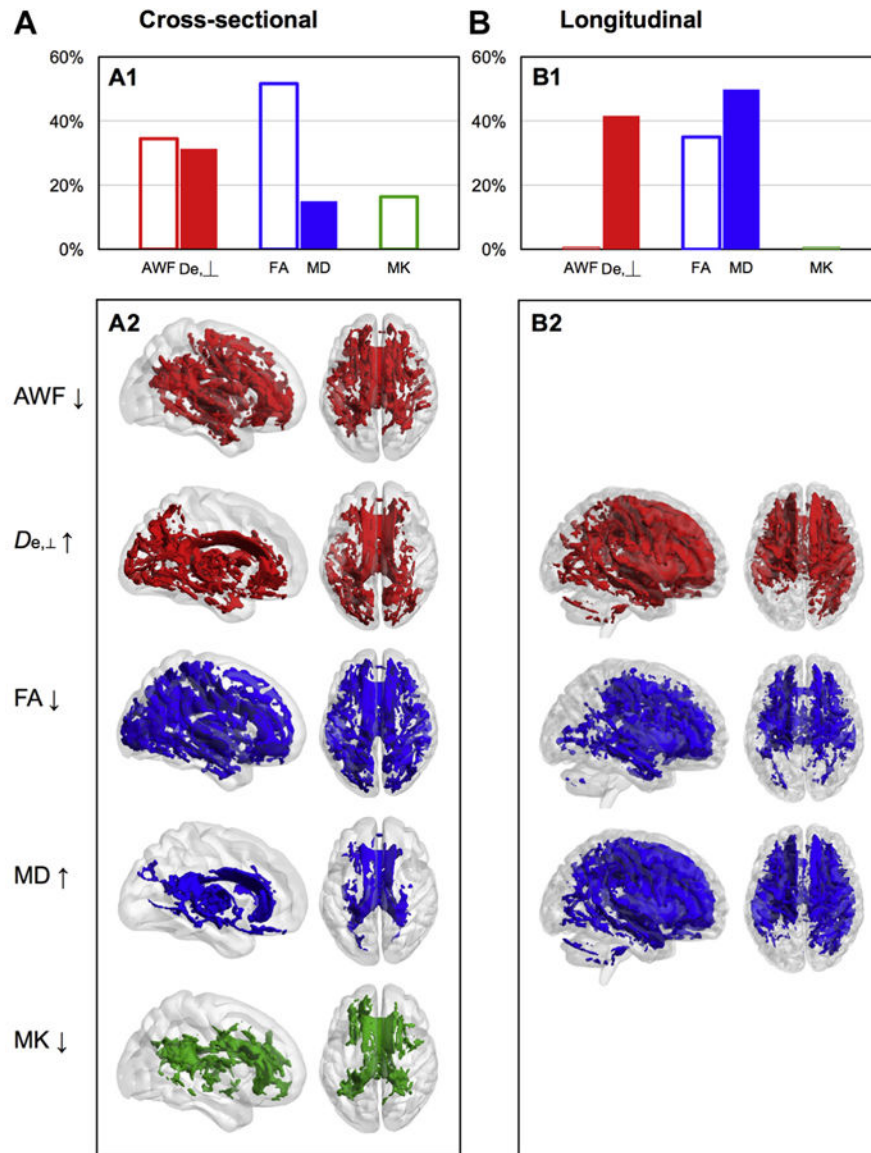 A Cross-sectional B Longitudinal
60% A1 60% B1
40% 40%
20% 20%
0% 0%
AWF De,⊥ FA MD MK AWF De,⊥ FA MD MK
A2 B2
AWF ↓
De,⊥ ↑
FA ↓
MD ↑
MK ↓